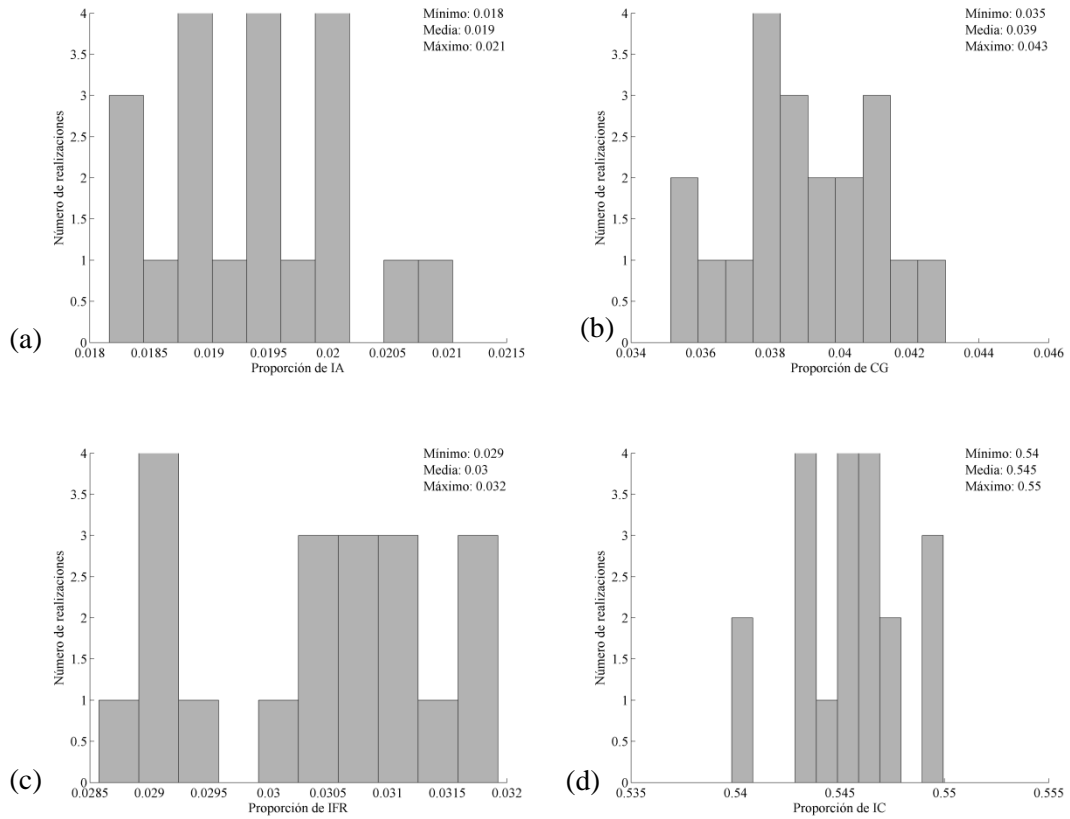 4
3.5
3
2.5
2
1.5
1
0.5
0
Número de realizaciones
Mínimo: 0.018
Media: 0.019
Máximo: 0.021
(a)
0.018 0.0185 0.019 0.0195 0.02 0.0205 0.021 0.0215
Proporción de IA
4
3.5
3
2.5
2
1.5
1
0.5
0
Número de realizaciones
Mínimo: 0.035
Media: 0.039
Máximo: 0.043
(b)
0.034 0.036 0.038 0.04 0.042 0.044 0.046
Proporción de CG
4
3.5
3
2.5
2
1.5
1
0.5
0
Número de realizaciones
Mínimo: 0.029
Media: 0.03
Máximo: 0.032
(c)
0.0285 0.029 0.0295 0.03 0.0305 0.031 0.0315 0.032
Proporción de IFR
4
3.5
3
2.5
2
1.5
1
0.5
0
Número de realizaciones
Mínimo: 0.54
Media: 0.545
Máximo: 0.55
(d)
0.535 0.54 0.545 0.55 0.555
Proporción de IC